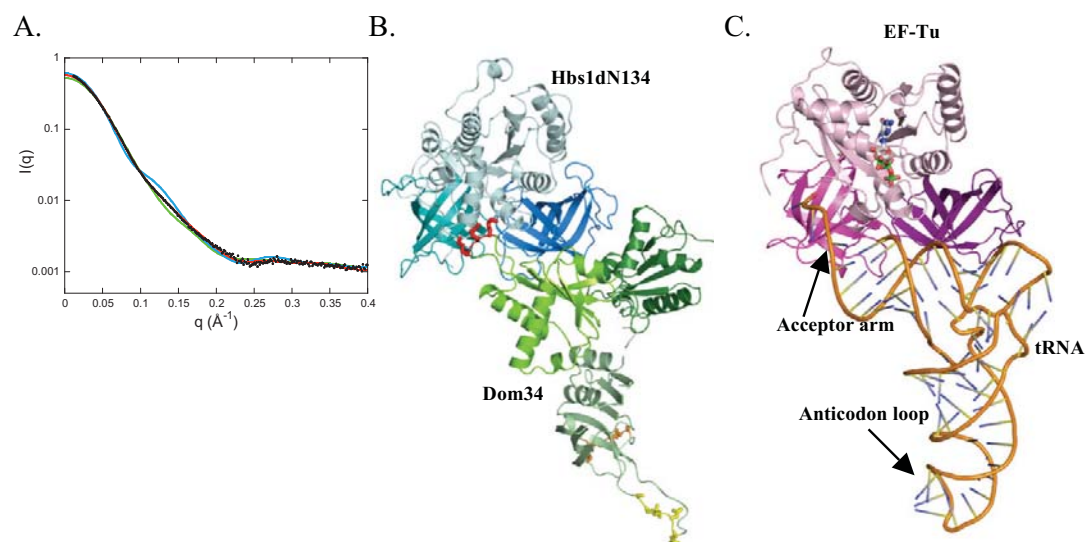 A.
B.
C.
EF-Tu
Hbs1dN134
1
0.1
0.01
0.001
I(q)
0
0.05
0.1
0.15
0.2
0.25
0.3
0.35
0.4
q (Å-1)
Acceptor arm
tRNA
Dom34
Anticodon loop